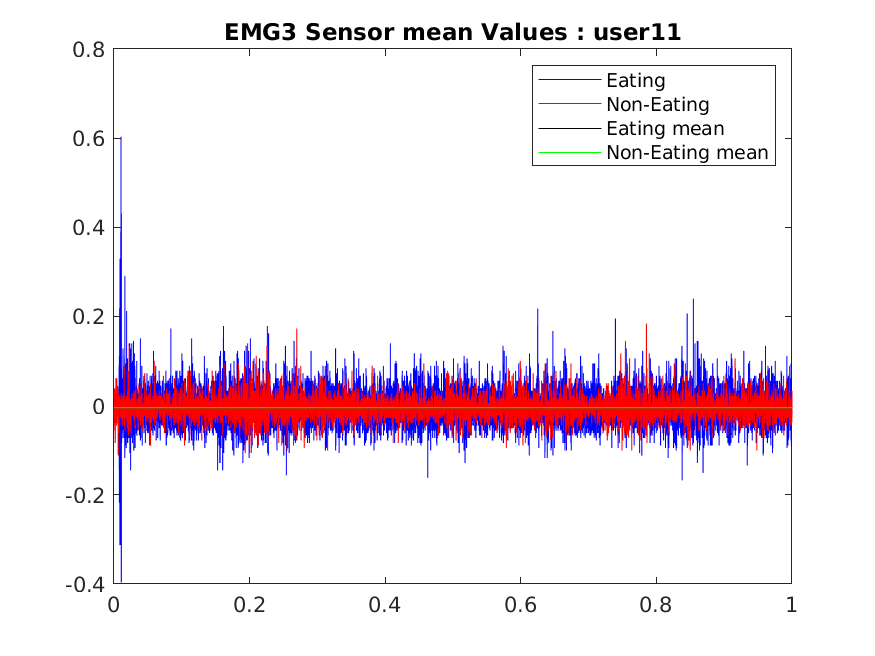 EMG3 Sensor mean Values : user11
0.8
0.6
0.4
0.2
0
-0.2
-0.4
0 0.2 0.4 0.6 0.8 1
Eating
Non-Eating
Eating mean
Non-Eating mean